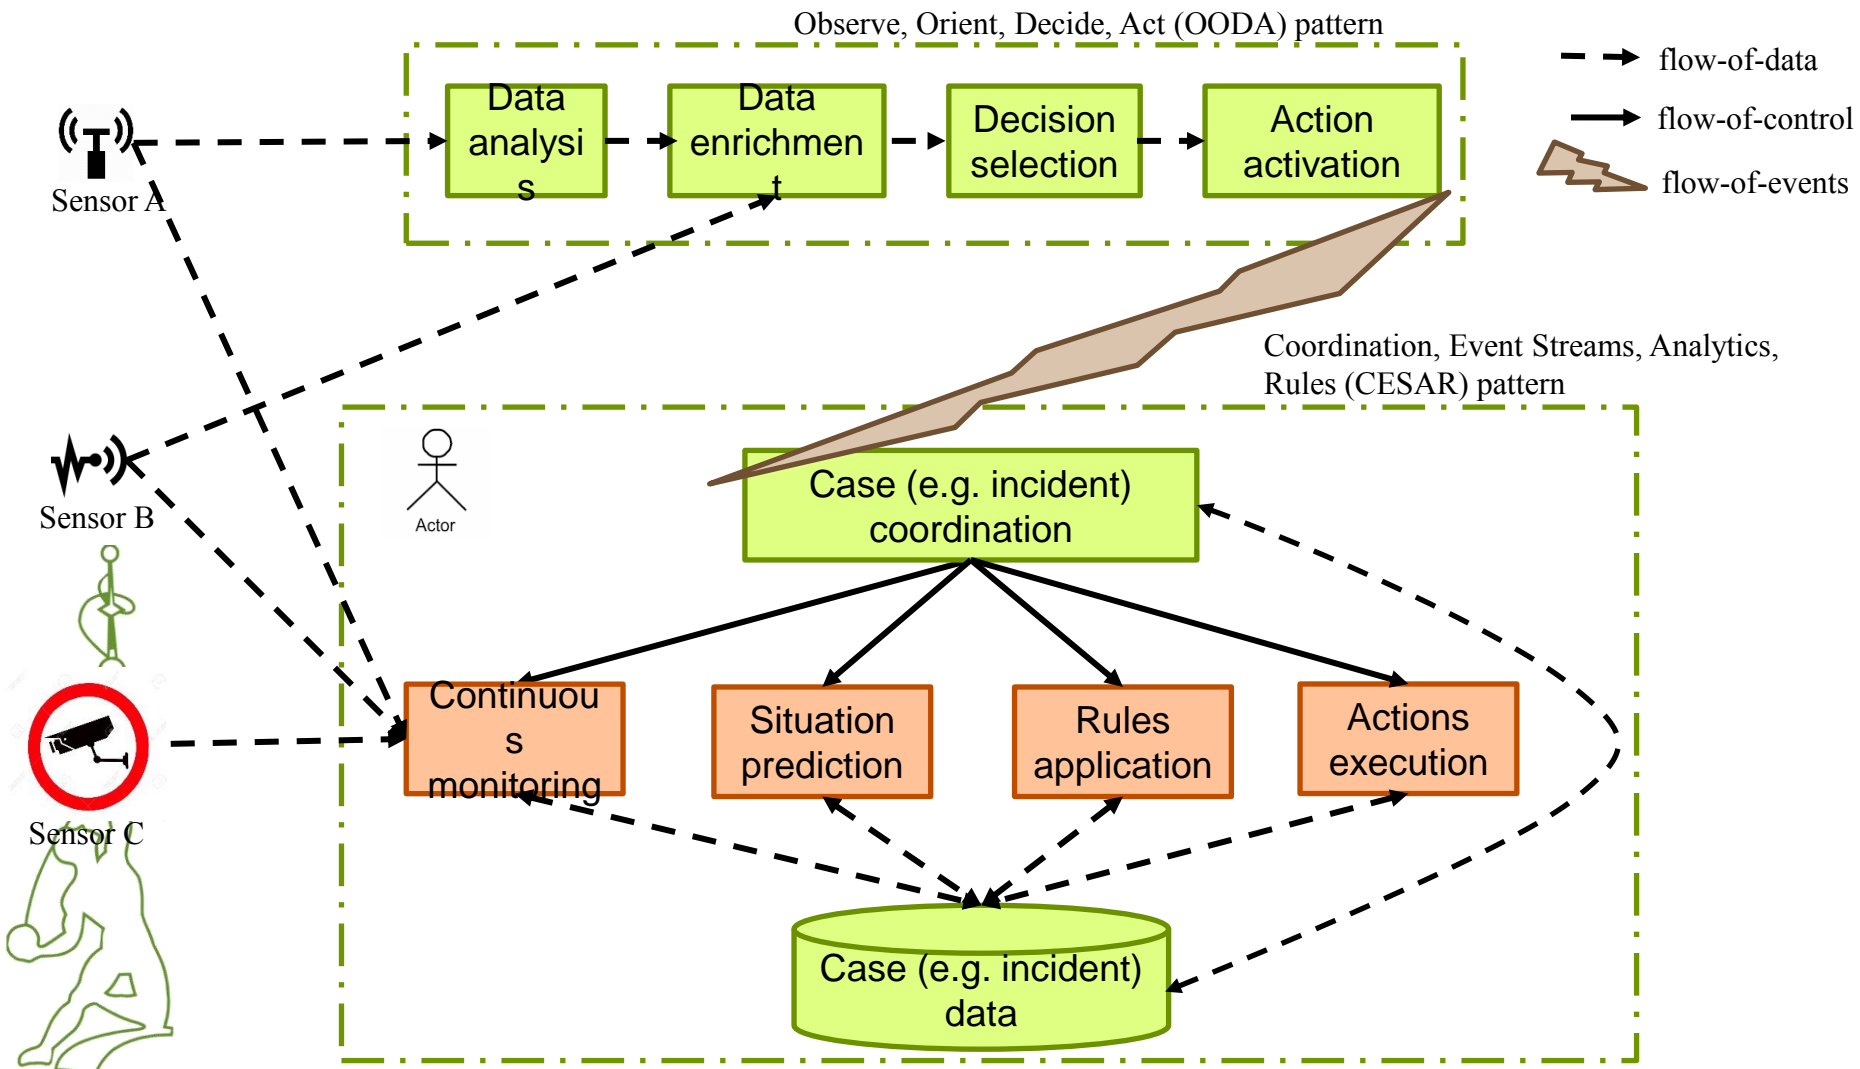 Observe, Orient, Decide, Act (OODA) pattern
flow-of-data
flow-of-control
flow-of-events
Sensor A
Data
analysi
s
Data
enrichmen
t
Decision
selection
Action
activation
Coordination, Event Streams, Analytics,
Rules (CESAR) pattern
Sensor B
Actor
Case (e.g. incident)
coordination
Sensor C
Continuou
s
monitoring
Situation
prediction
Rules
application
Actions
execution
Case (e.g. incident)
data